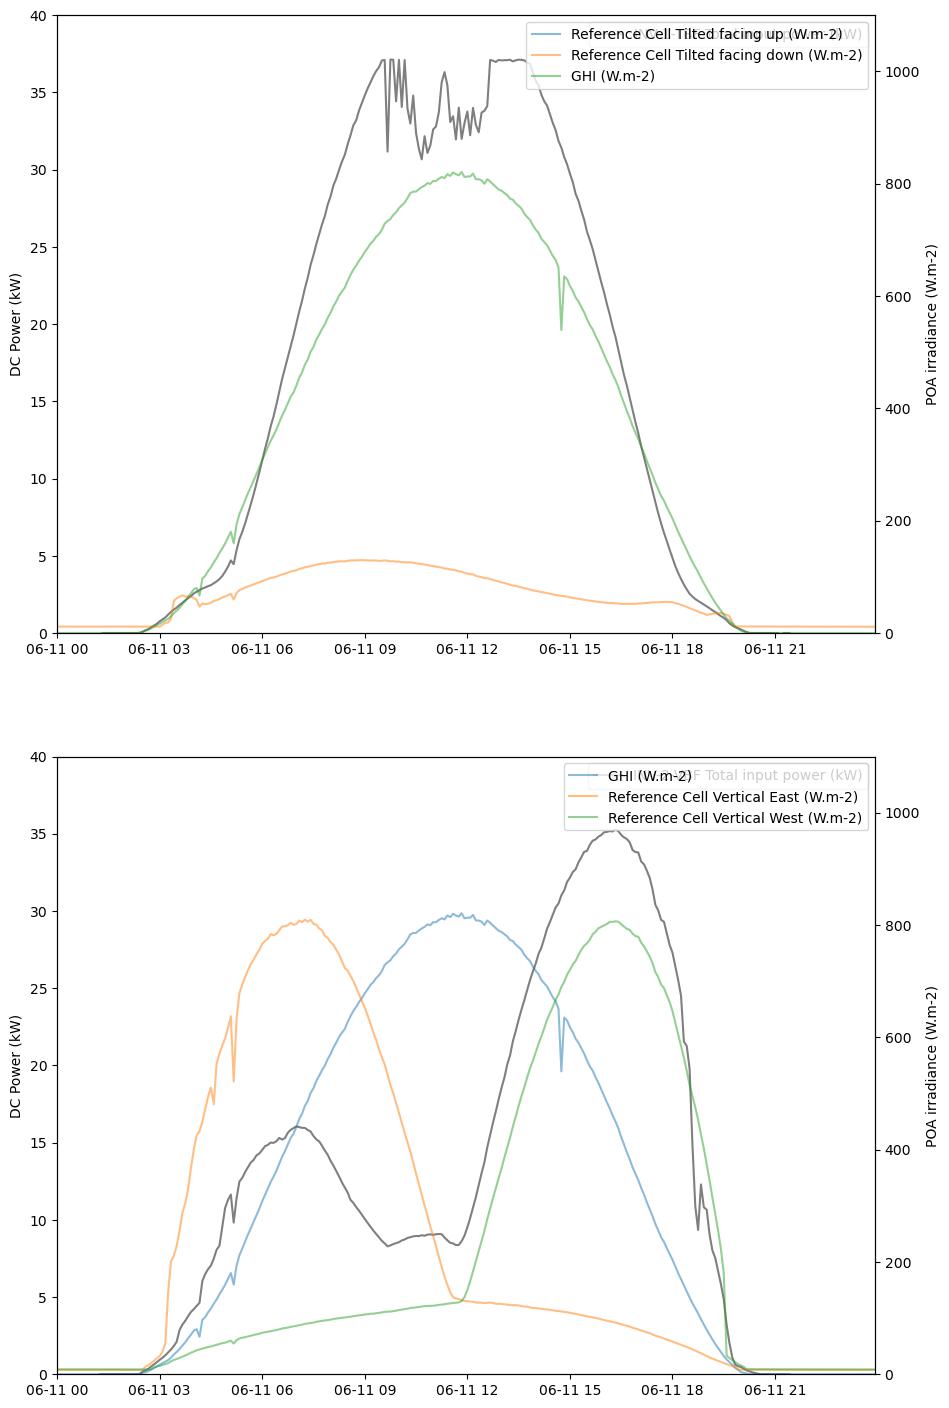 40
35
30
25
20
15
10
5
0
DC Power (kW)
Reference Cell Tilted facing up (W.m-2)
Reference Cell Tilted facing down (W.m-2)
GHI (W.m-2)
1000
800
600
400
200
0
POA irradiance (W.m-2)
06-11 00 06-11 03 06-11 06 06-11 09 06-11 12 06-11 15 06-11 18 06-11 21
40
35
30
25
20
15
10
5
0
DC Power (kW)
GHI (W.m-2)
Total input power (kW)
Reference Cell Vertical East (W.m-2)
Reference Cell Vertical West (W.m-2)
1000
800
600
400
200
0
POA irradiance (W.m-2)
06-11 00 06-11 03 06-11 06 06-11 09 06-11 12 06-11 15 06-11 18 06-11 21